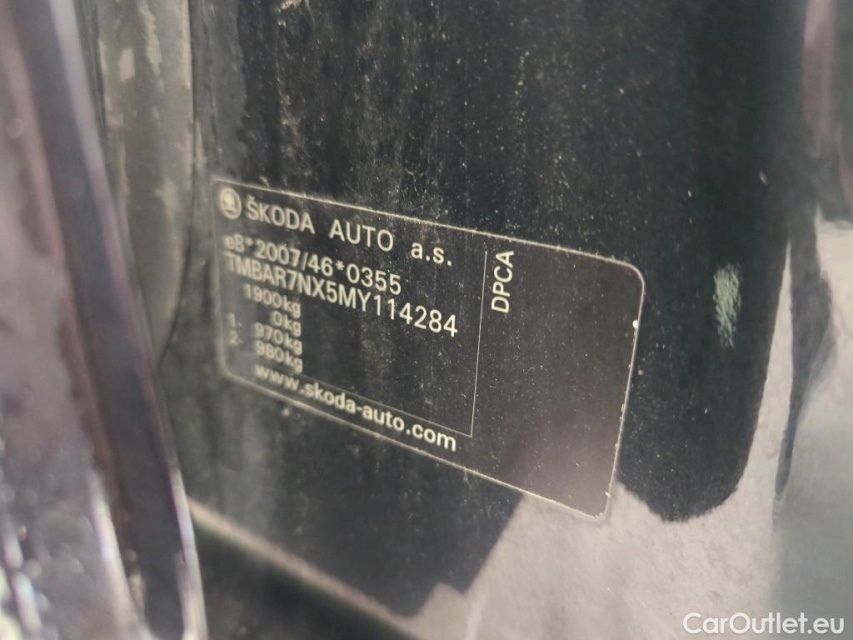 ŠKODA AUTO a.s.
e8*2007/46*0355
TMBAR7NX5MY114284
1900kg
0kg
1. 970kg
2. 980kg
www.skoda-auto.com
DPCA
CarOutlet.eu